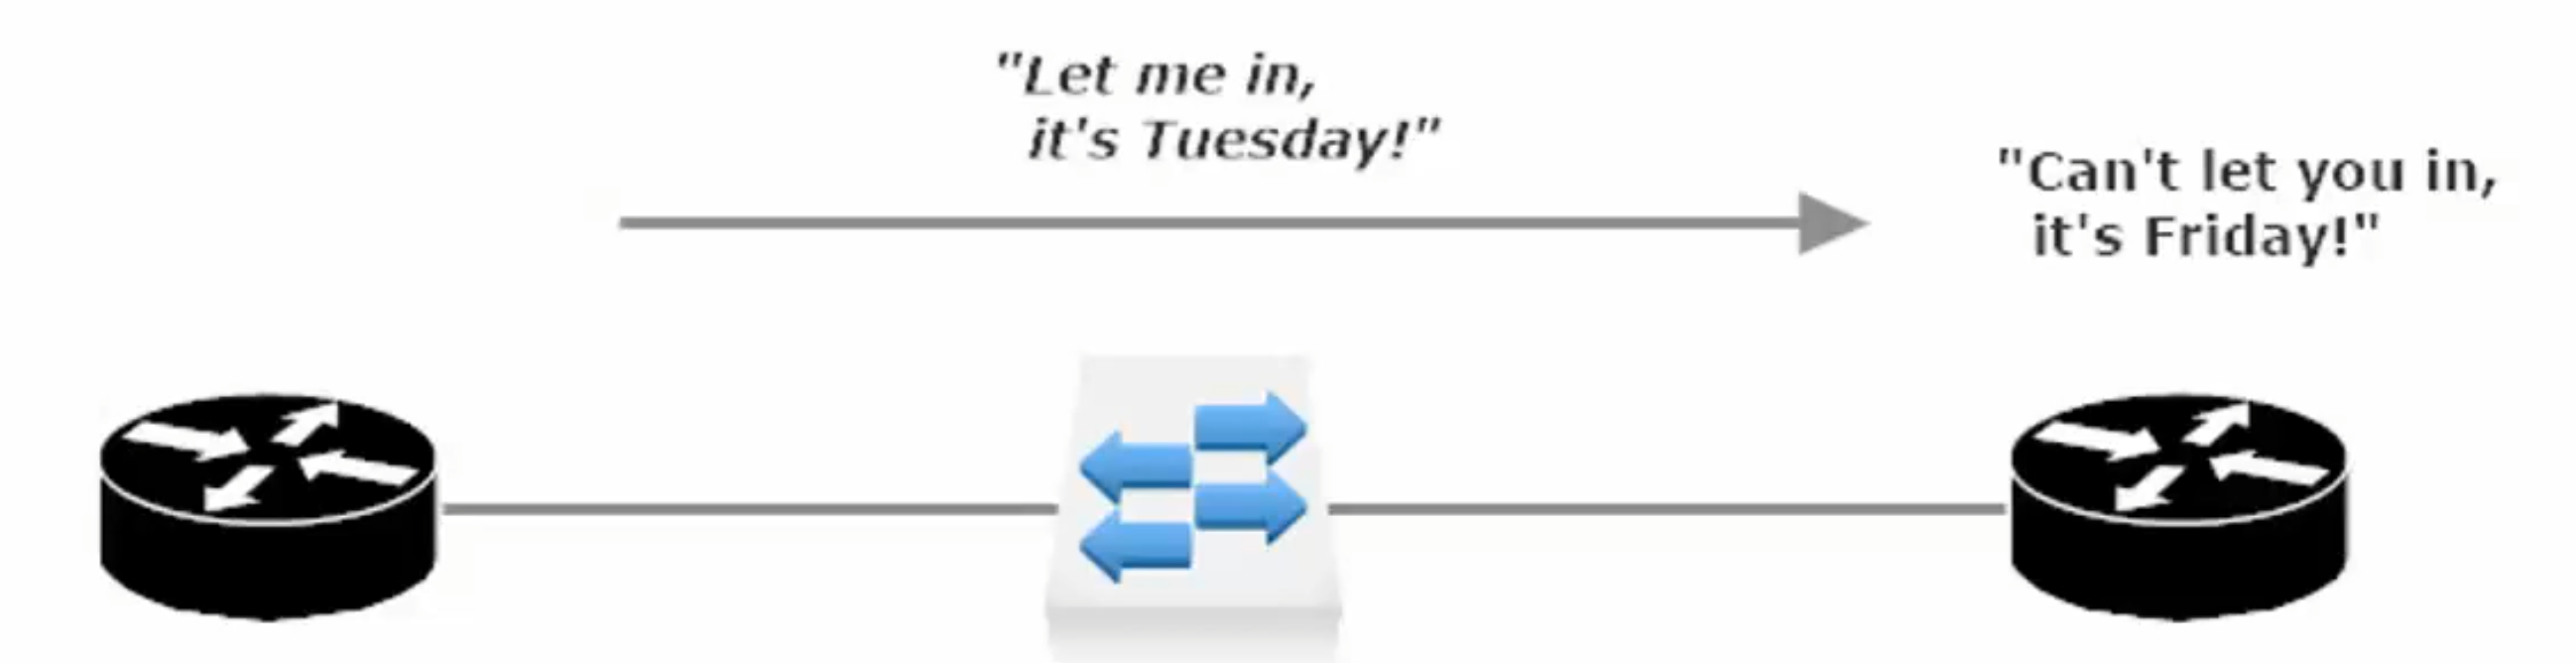 "Let me in,
it's Tuesday!"
"Can't let you in,
it's Friday!"